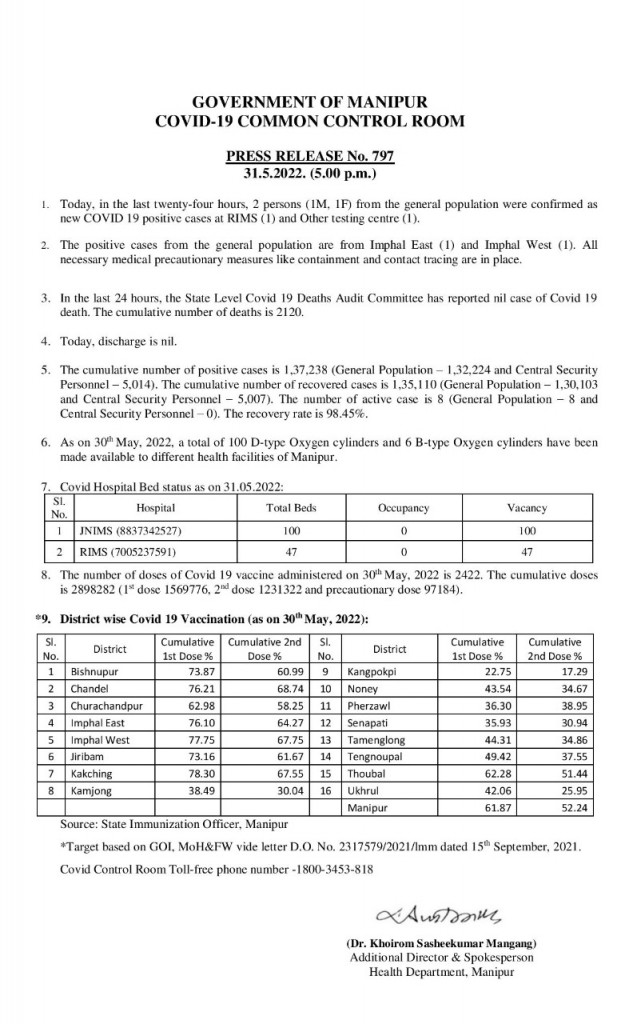 GOVERNMENT OF MANIPUR
COVID-19 COMMON CONTROL ROOM
PRESS RELEASE No. 797
31.5.2022. (5.00 p.m.)
1. Today, in the last twenty-four hours, 2 persons (1M, 1F) from the general population were confirmed as
new COVID 19 positive cases at RIMS (1) and Other testing centre (1).
2. The positive cases from the general population are from Imphal East (1) and Imphal West (1). All
necessary medical precautionary measures like containment and contact tracing are in place.
3. In the last 24 hours, the State Level Covid 19 Deaths Audit Committee has reported nil case of Covid 19
death. The cumulative number of deaths is 2120.
4. Today, discharge is nil.
5. The cumulative number of positive cases is 1,37,238 (General Population – 1,32,224 and Central Security
Personnel – 5,014). The cumulative number of recovered cases is 1,35,110 (General Population – 1,30,103
and Central Security Personnel – 5,007). The number of active case is 8 (General Population – 8 and
Central Security Personnel – 0). The recovery rate is 98.45%.
6. As on 30th May, 2022, a total of 100 D-type Oxygen cylinders and 6 B-type Oxygen cylinders have been
made available to different health facilities of Manipur.
7. Covid Hospital Bed status as on 31.05.2022:
Sl. No. Hospital Total Beds Occupancy Vacancy
1 JNIMS (8837342527) 100 0 100
2 RIMS (7005237591) 47 0 47
8. The number of doses of Covid 19 vaccine administered on 30th May, 2022 is 2422. The cumulative doses
is 2898282 (1st dose 1569776, 2nd dose 1231322 and precautionary dose 97184).
*9. District wise Covid 19 Vaccination (as on 30th May, 2022):
Sl. No. District Cumulative 1st Dose % Cumulative 2nd Dose % Sl. No. District Cumulative 1st Dose % Cumulative 2nd Dose %
1 Bishnupur 73.87 60.99 9 Kangpokpi 22.75 17.29
2 Chandel 76.21 68.74 10 Noney 43.54 34.67
3 Churachandpur 62.98 58.25 11 Pherzawl 36.30 38.95
4 Imphal East 76.10 64.27 12 Senapati 35.93 30.94
5 Imphal West 77.75 67.75 13 Tamenglong 44.31 34.86
6 Jiribam 73.16 61.67 14 Tengnoupal 49.42 37.55
7 Kakching 78.30 67.55 15 Thoubal 62.28 51.44
8 Kamjong 38.49 30.04 16 Ukhrul 42.06 25.95
Manipur 61.87 52.24
Source: State Immunization Officer, Manipur
*Target based on GOI, MoH&FW vide letter D.O. No. 2317579/2021/Imm dated 15th September, 2021.
Covid Control Room Toll-free phone number -1800-3453-818
(Dr. Khoirom Sasheekumar Mangang)
Additional Director & Spokesperson
Health Department, Manipur